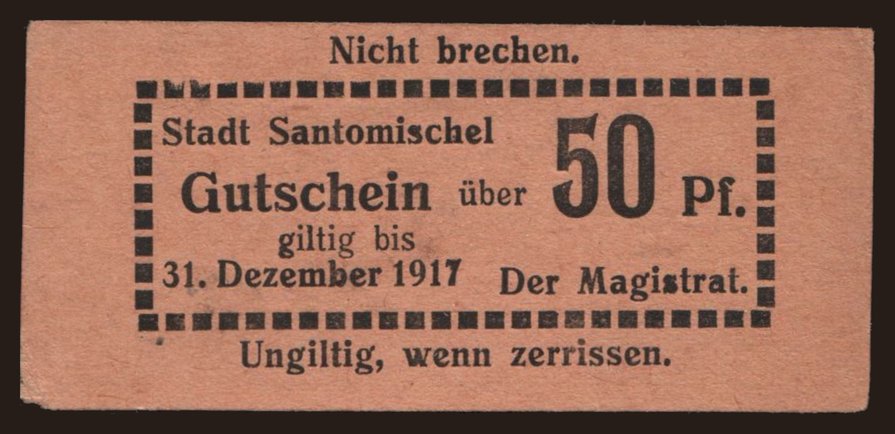 Nicht brechen.
Stadt Santomischel
Gutschein über 50 Pf.
giltig bis
31. Dezember 1917
Der Magistrat.
Ungiltig, wenn zerrissen.